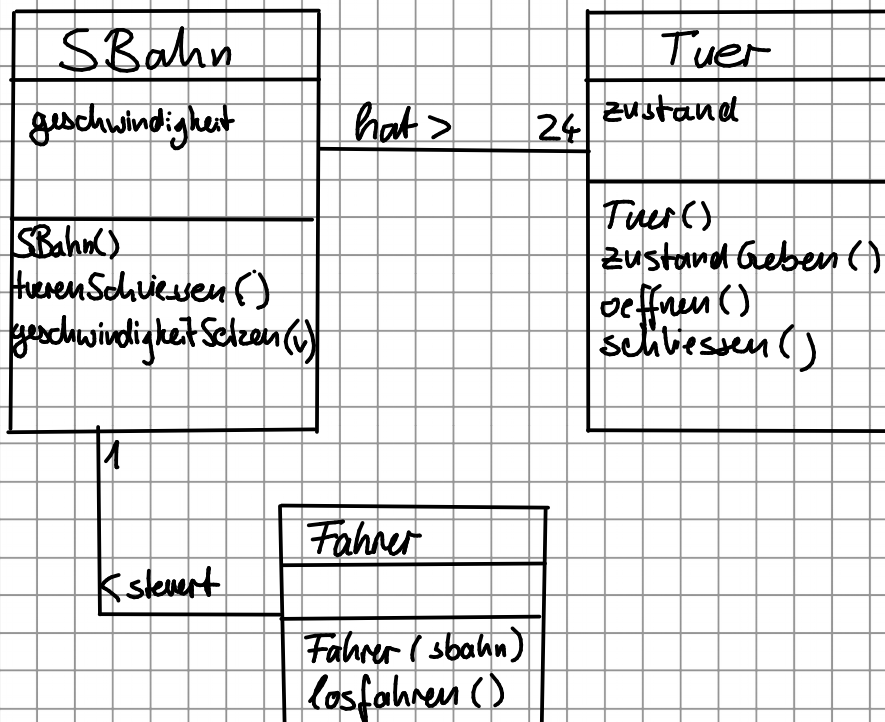 SBahn
geschwindigkeit
SBahn()
tuerenSchliessen()
geschwindigkeitSetzen(v)
hat >
24
Tuer
zustand
Tuer()
zustandGeben()
oeffnen()
schliessen()
1
< steuert
Fahrer
Fahrer(sbahn)
losfahren()